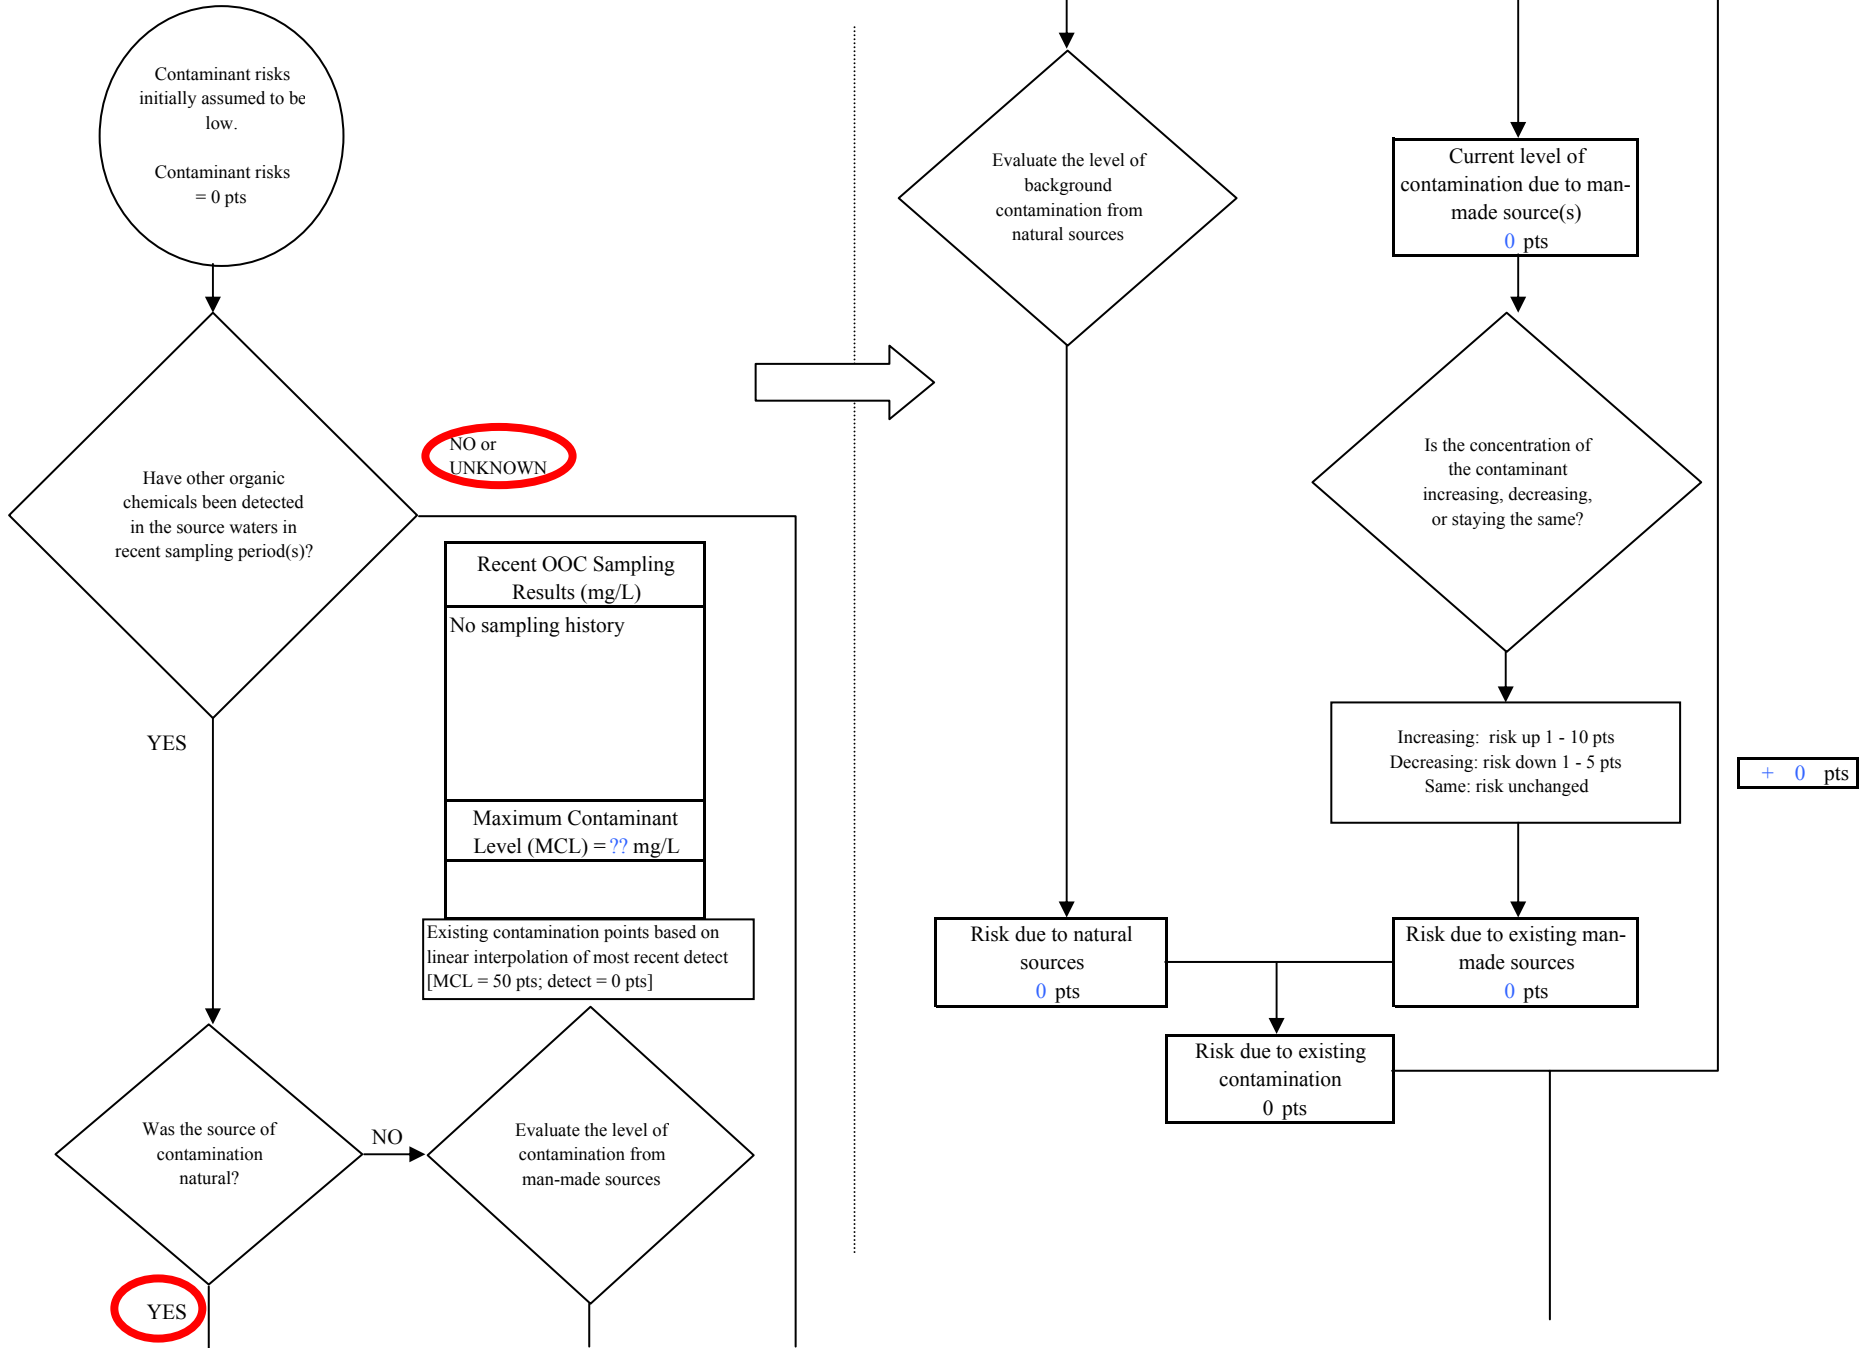 Contaminant risks
initially assumed to be
low.
Contaminant risks
= 0 pts
Have other organic
chemicals been detected
in the source waters in
recent sampling period(s)?
NO or
UNKNOWN
YES
Recent OOC Sampling
Results (mg/L)
No sampling history
Maximum Contaminant
Level (MCL) = ?? mg/L
Existing contamination points based on
linear interpolation of most recent detect
[MCL = 50 pts; detect = 0 pts]
Was the source of
contamination
natural?
NO
Evaluate the level of
contamination from
man-made sources
YES
Evaluate the level of
background
contamination from
natural sources
Current level of
contamination due to man-
made source(s)
0 pts
Is the concentration of
the contaminant
increasing, decreasing,
or staying the same?
Increasing: risk up 1 - 10 pts
Decreasing: risk down 1 - 5 pts
Same: risk unchanged
+ 0 pts
Risk due to natural
sources
0 pts
Risk due to existing man-
made sources
0 pts
Risk due to existing
contamination
0 pts